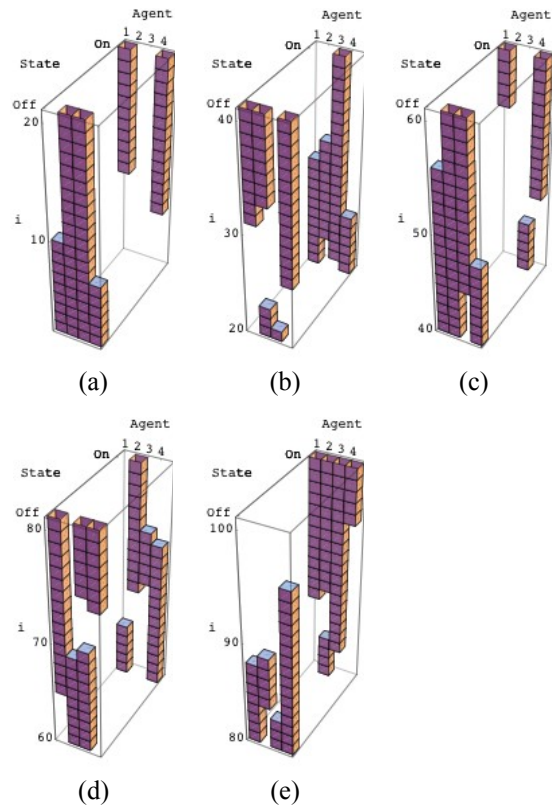 Agent
1 2 3 4
On
State
Off
20
i
10
(a)
Agent
1 2 3 4
On
State
Off
40
i
30
20
(b)
Agent
1 2 3 4
On
State
Off
60
i
50
40
(c)
Agent
1 2 3 4
On
State
Off
80
i
70
60
(d)
Agent
1 2 3 4
On
State
Off
100
i
90
80
(e)